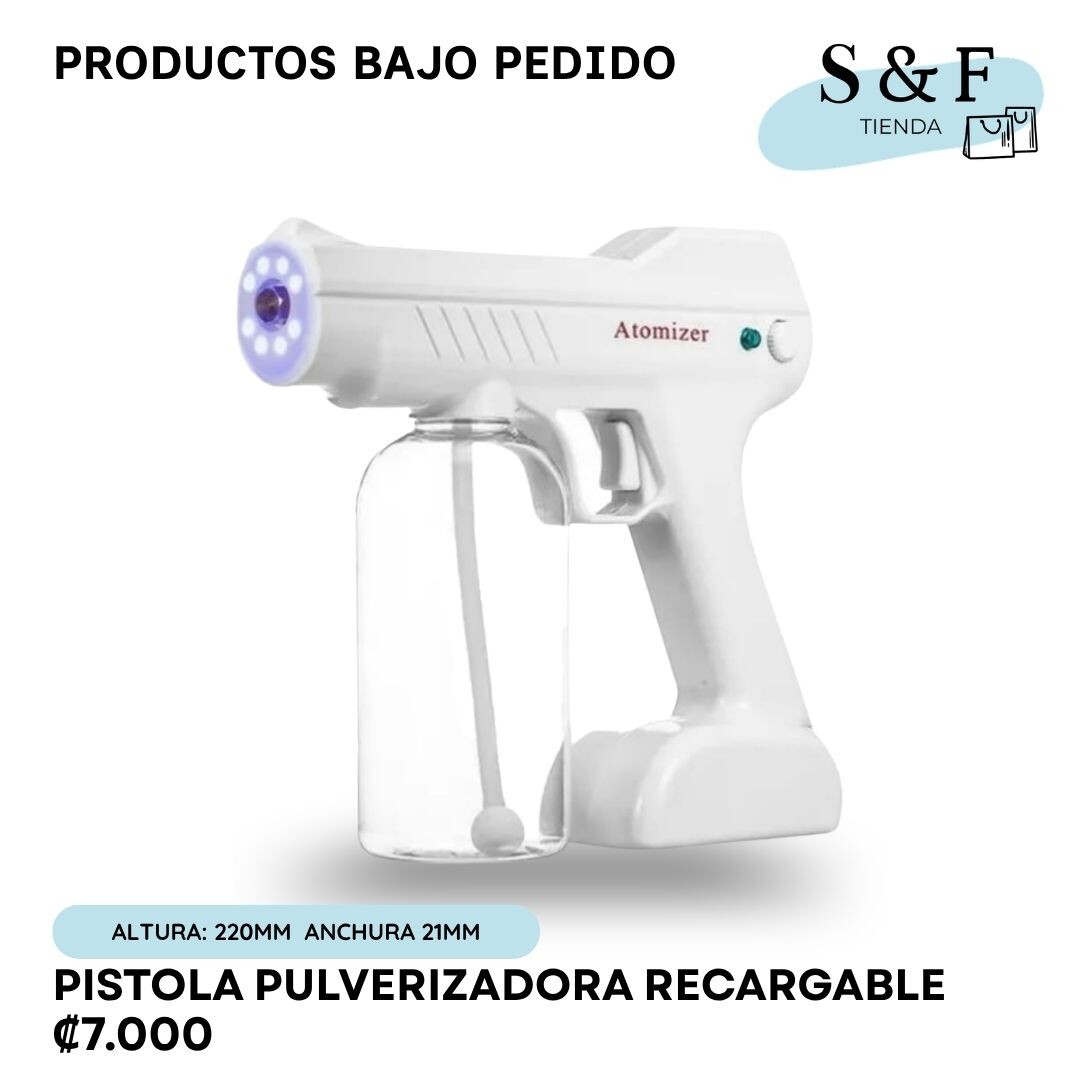 PRODUCTOS BAJO PEDIDO
S & F
TIENDA
Atomizer
ALTURA: 220MM ANCHURA 21MM
PISTOLA PULVERIZADORA RECARGABLE
₡7.000